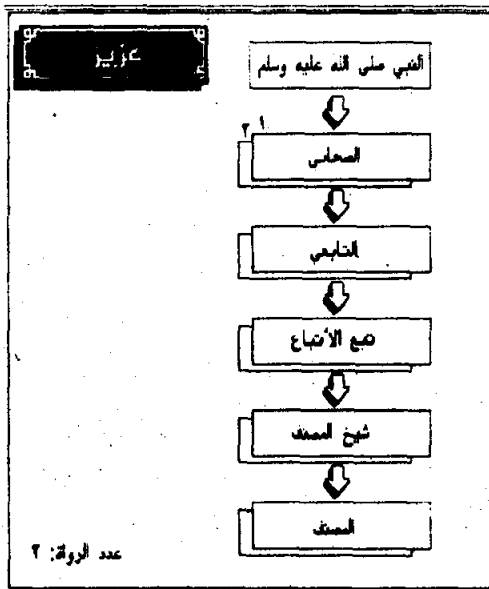 عزيز
النبي صلى الله عليه وسلم
١ ٢
الصحابي
التابعي
تبع الأتباع
شيخ المصنف
المصنف
عدد الرواة: ٢